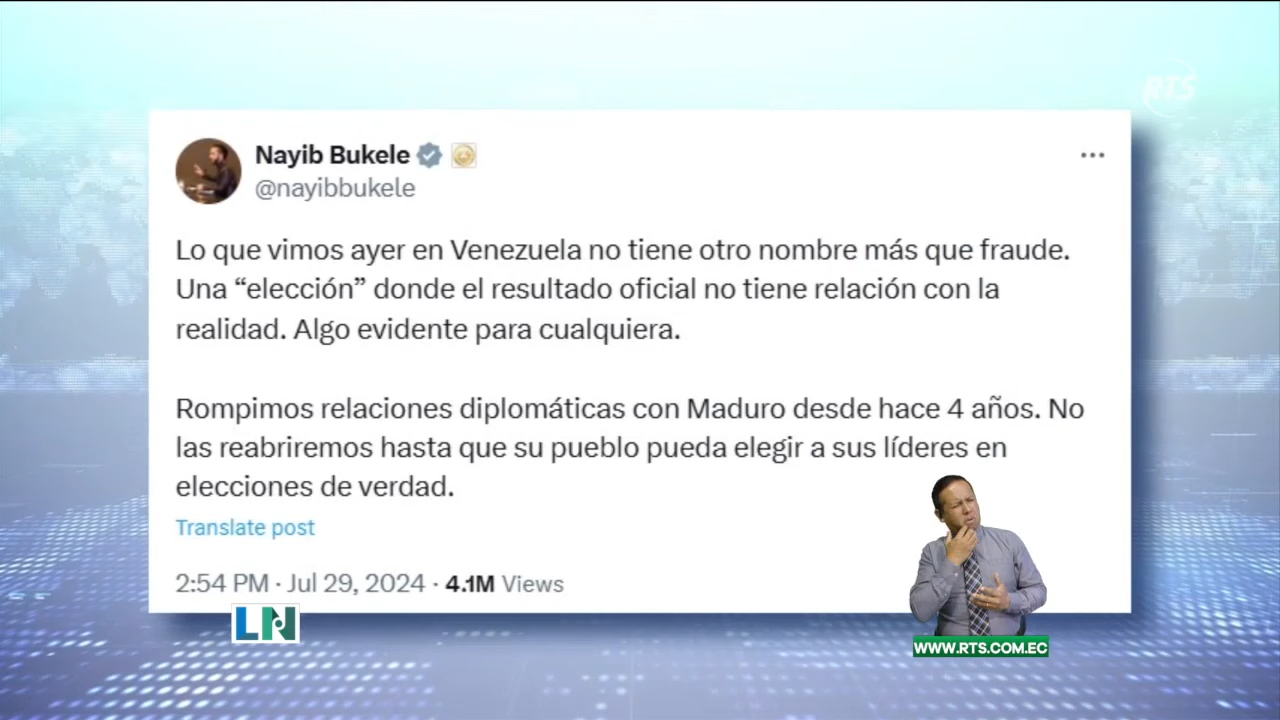 RTS
Nayib Bukele
@nayibbukele
Lo que vimos ayer en Venezuela no tiene otro nombre más que fraude.
Una “elección” donde el resultado oficial no tiene relación con la
realidad. Algo evidente para cualquiera.
Rompimos relaciones diplomáticas con Maduro desde hace 4 años. No
las reabriremos hasta que su pueblo pueda elegir a sus líderes en
elecciones de verdad.
Translate post
2:54 PM · Jul 29, 2024 · 4.1M Views
LN
WWW.RTS.COM.EC